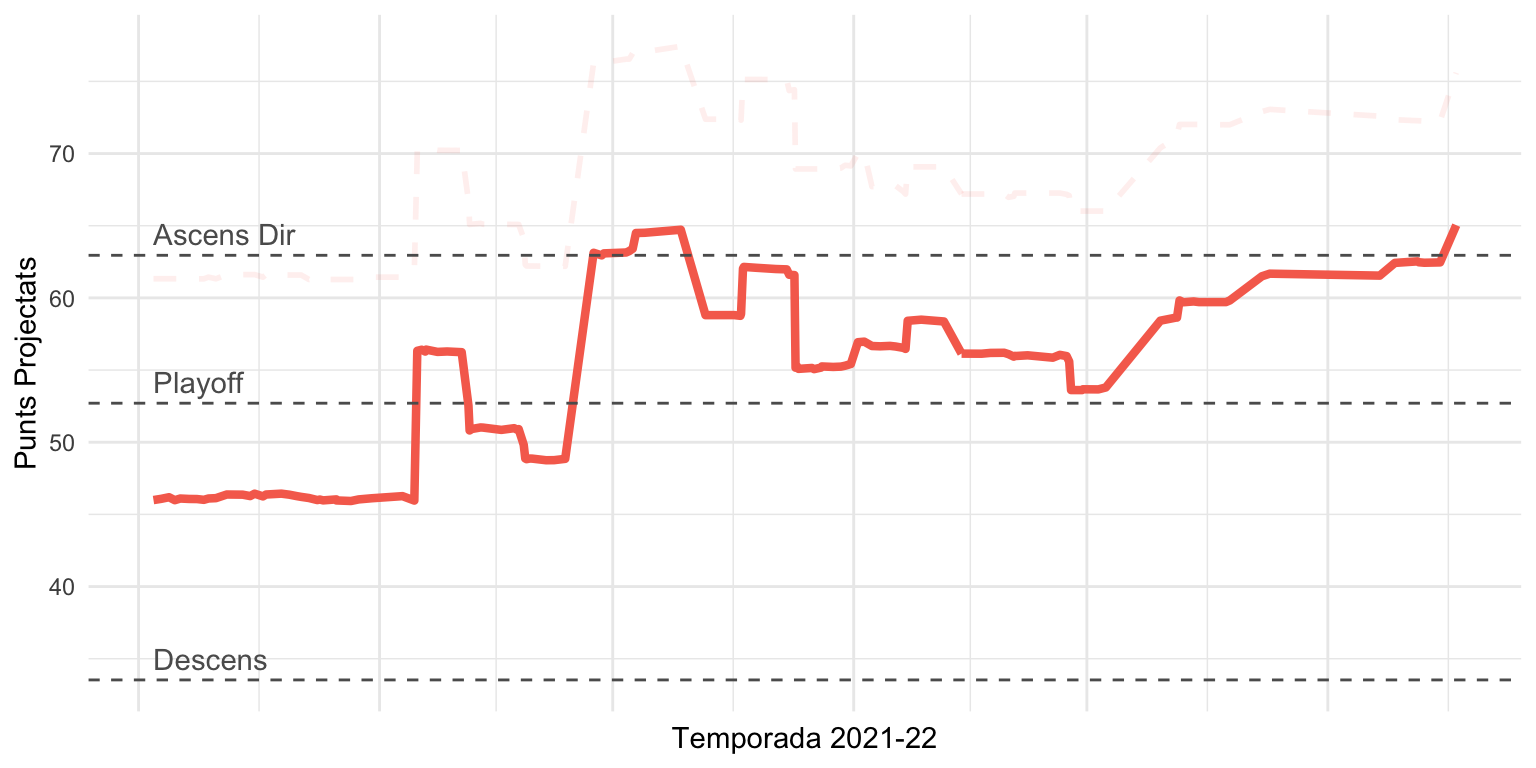 70
Ascens Dir
60
Playoff
50
40
Descens
Punts Projectats
Temporada 2021-22